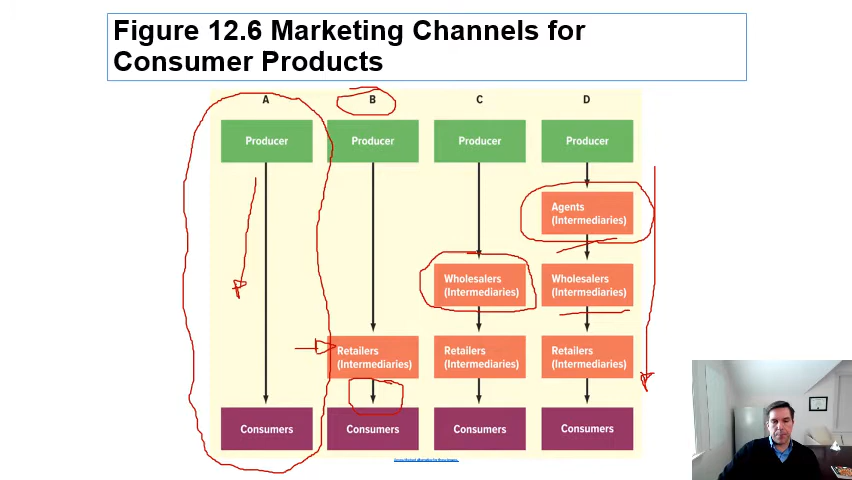 Figure 12.6 Marketing Channels for
Consumer Products
A B C D
Producer Producer Producer Producer
Agents
(Intermediaries)
Wholesalers Wholesalers
(Intermediaries) (Intermediaries)
Retailers Retailers Retailers
(Intermediaries) (Intermediaries) (Intermediaries)
Consumers Consumers Consumers Consumers